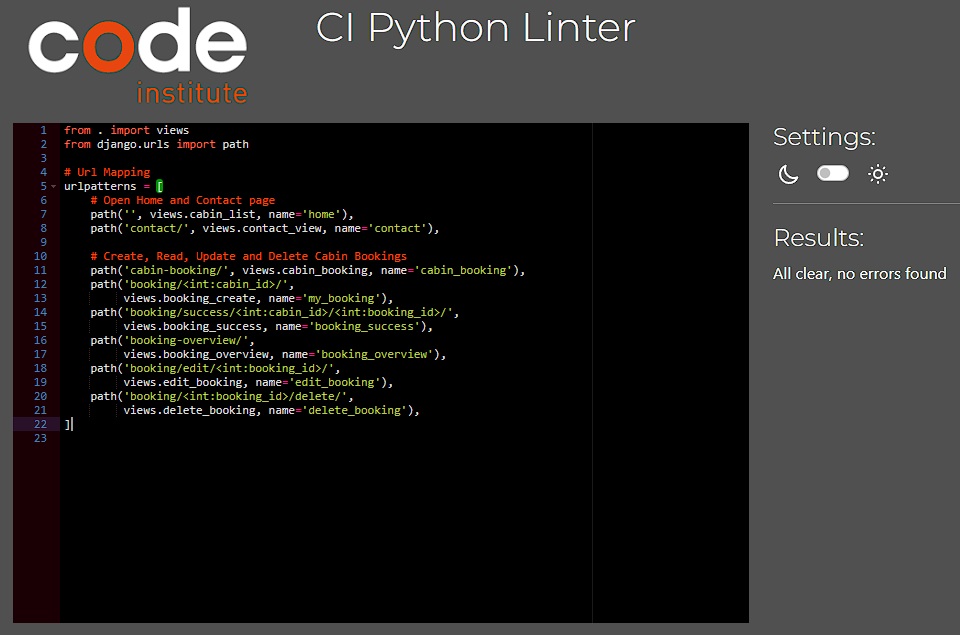 code
institute
CI Python Linter
1 from . import views
2 from django.urls import path
3
4 # Url Mapping
5 urlpatterns = [
6     # Open Home and Contact page
7     path('', views.cabin_list, name='home'),
8     path('contact/', views.contact_view, name='contact'),
9
10     # Create, Read, Update and Delete Cabin Bookings
11     path('cabin-booking/', views.cabin_booking, name='cabin_booking'),
12     path('booking/<int:cabin_id>/',
13          views.booking_create, name='my_booking'),
14     path('booking/success/<int:cabin_id>/<int:booking_id>/',
15          views.booking_success, name='booking_success'),
16     path('booking-overview/',
17          views.booking_overview, name='booking_overview'),
18     path('booking/edit/<int:booking_id>/',
19          views.edit_booking, name='edit_booking'),
20     path('booking/<int:booking_id>/delete/',
21          views.delete_booking, name='delete_booking'),
22 ]
23
Settings:
Results:
All clear, no errors found